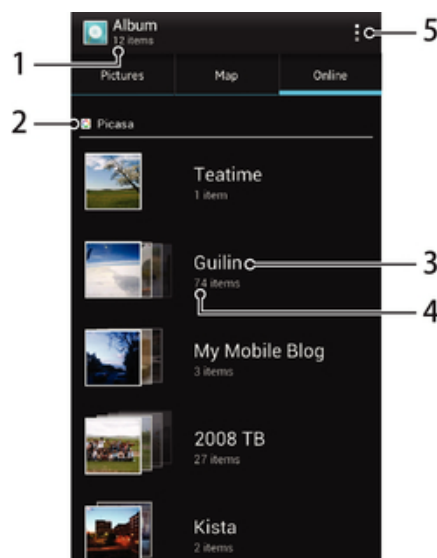 Album
12 items
5
1
Pictures
Map
Online
2
Picasa
Teatime
1 item
Guilin
3
74 items
4
My Mobile Blog
3 items
2008 TB
27 items
Kista
2 items